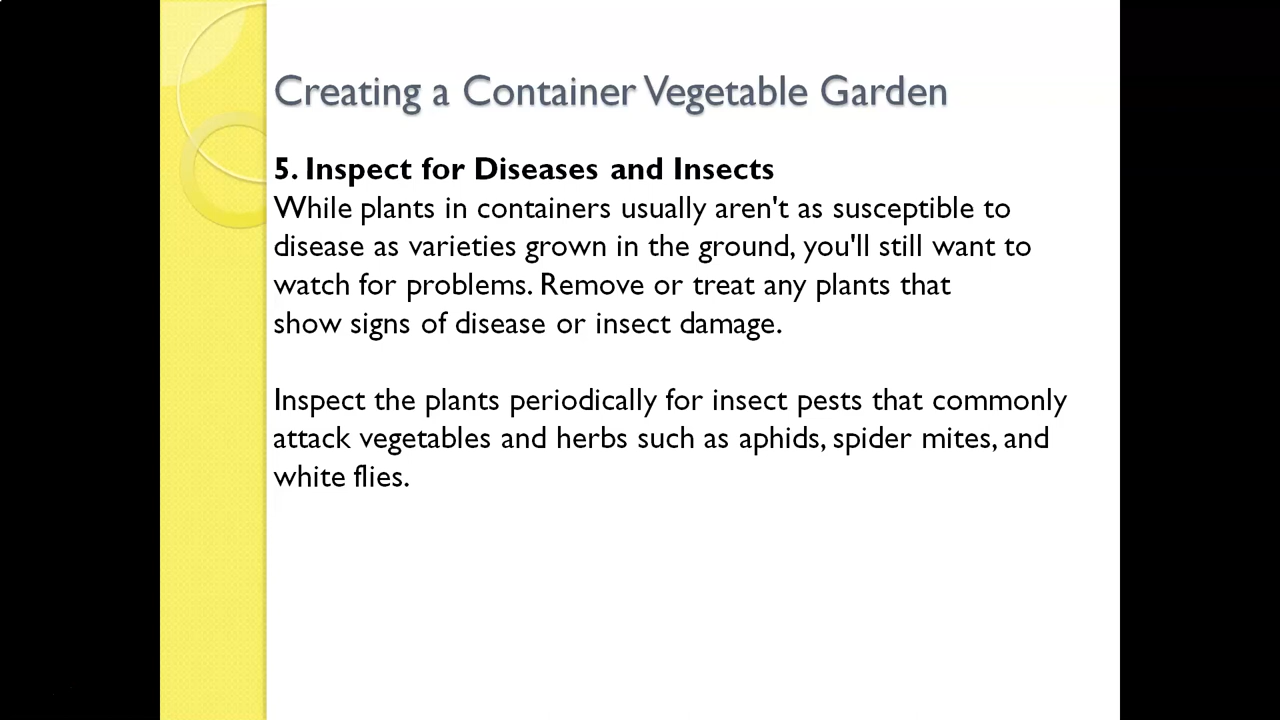 Creating a Container Vegetable Garden
5. Inspect for Diseases and Insects
While plants in containers usually aren't as susceptible to
disease as varieties grown in the ground, you'll still want to
watch for problems. Remove or treat any plants that
show signs of disease or insect damage.
Inspect the plants periodically for insect pests that commonly
attack vegetables and herbs such as aphids, spider mites, and
white flies.